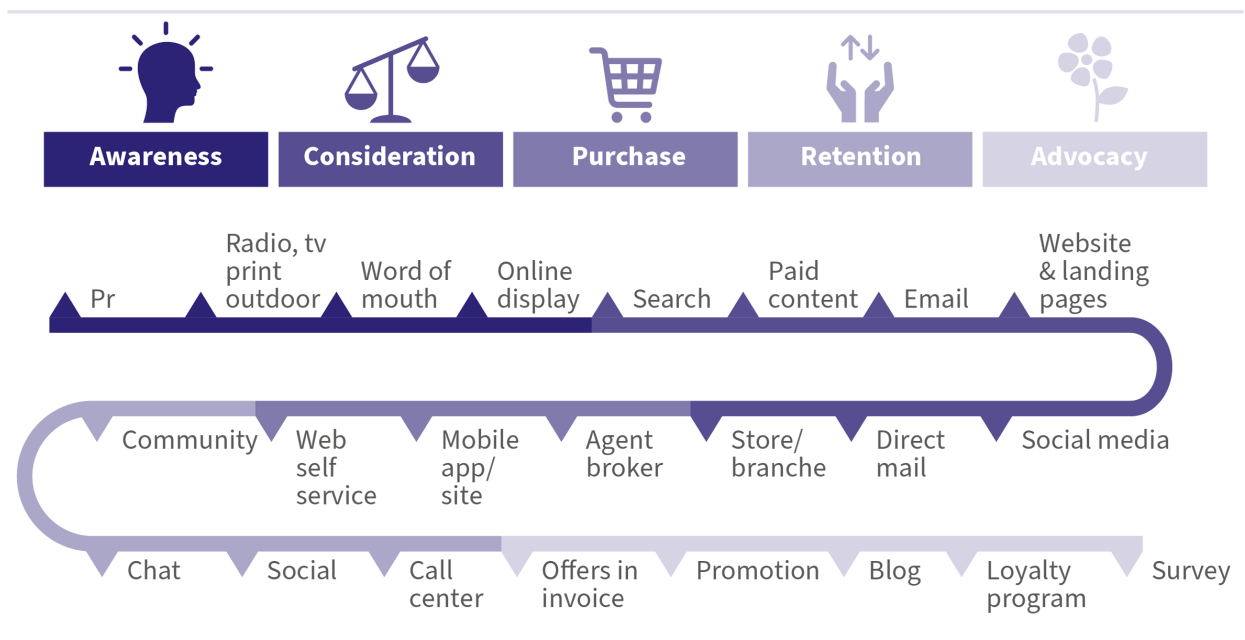 Awareness
Consideration
Purchase
Retention
Advocacy
Pr
Radio, tv
print
outdoor
Word of
mouth
Online
display
Search
Paid
content
Email
Website
& landing
pages
Community
Web
self
service
Mobile
app/
site
Agent
broker
Store/
branche
Direct
mail
Social media
Chat
Social
Call
center
Offers in
invoice
Promotion
Blog
Loyalty
program
Survey